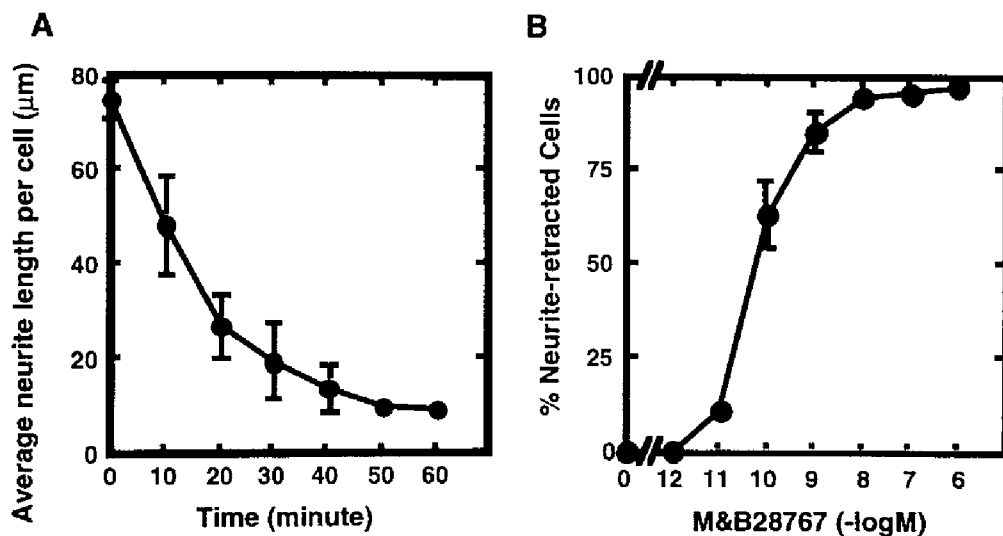 A
Average neurite length per cell (μm)
80
60
40
20
0
0 10 20 30 40 50 60
Time (minute)
B
% Neurite-retracted Cells
100
75
50
25
0
0 12 11 10 9 8 7 6
M&B28767 (-logM)